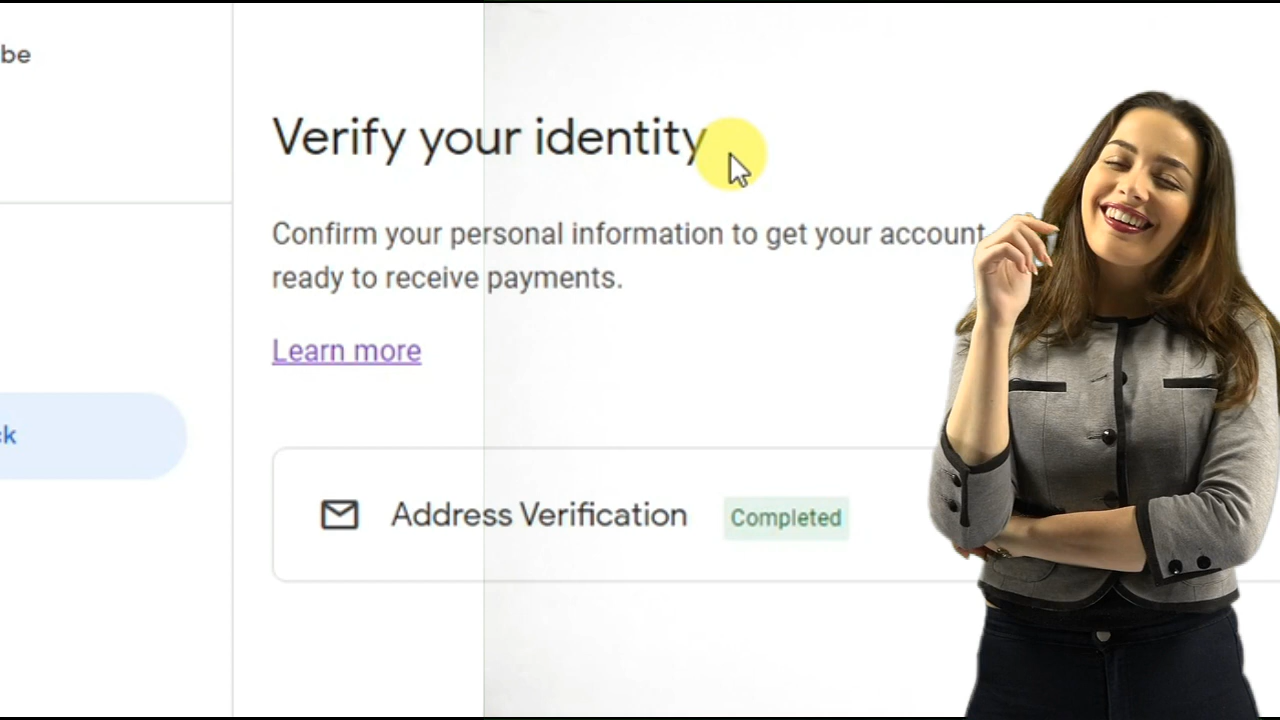 be
Verify your identity
Confirm your personal information to get your account
ready to receive payments.
Learn more
ck
Address Verification Completed